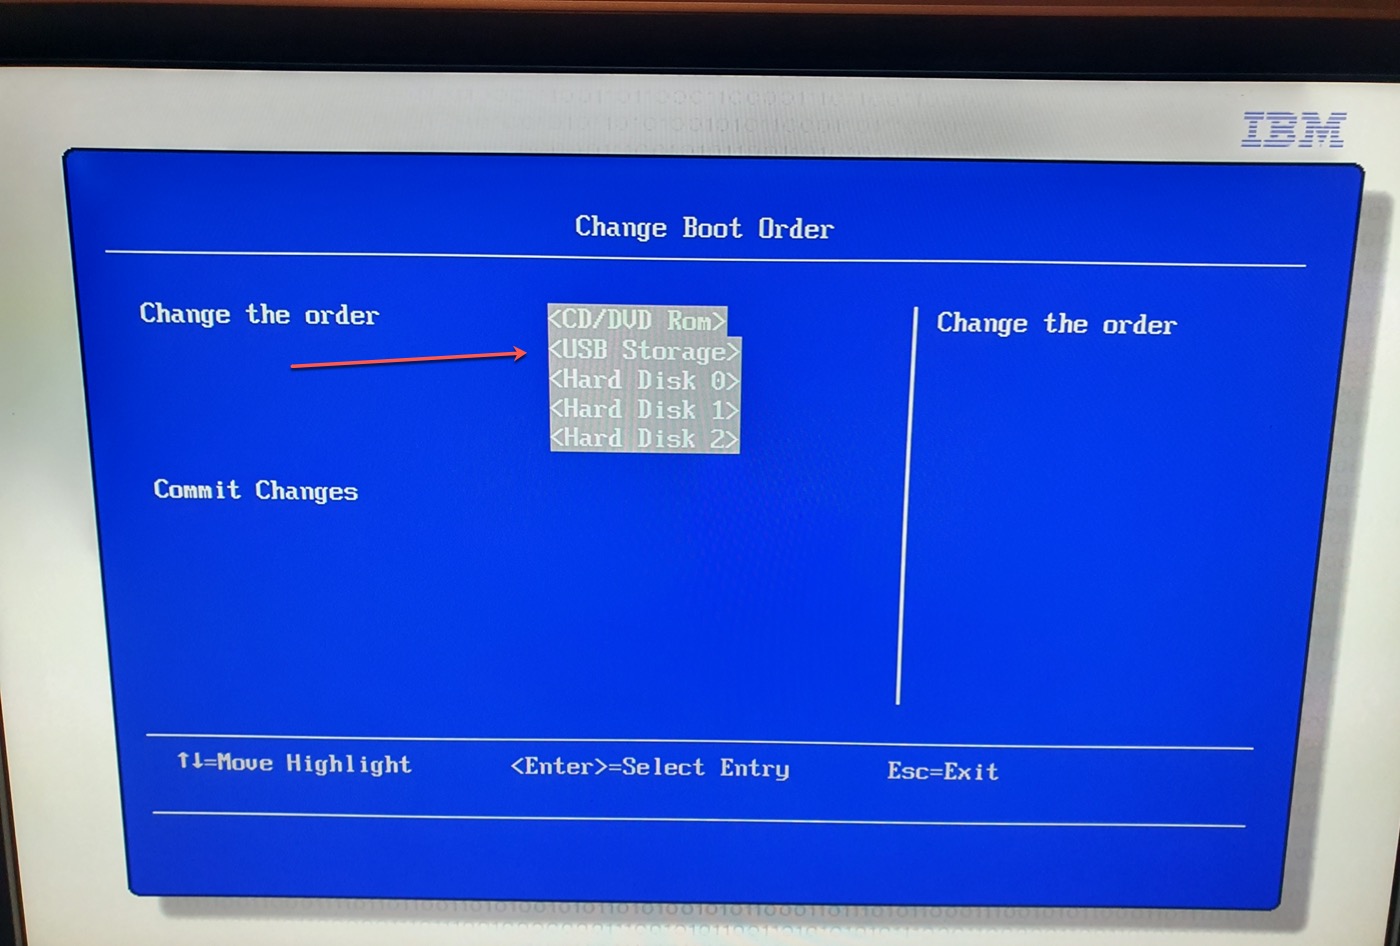 IBM
Change Boot Order
Change the order
<CD/DVD Rom>
<USB Storage>
<Hard Disk 0>
<Hard Disk 1>
<Hard Disk 2>
Change the order
Commit Changes
↑↓=Move Highlight
<Enter>=Select Entry
Esc=Exit